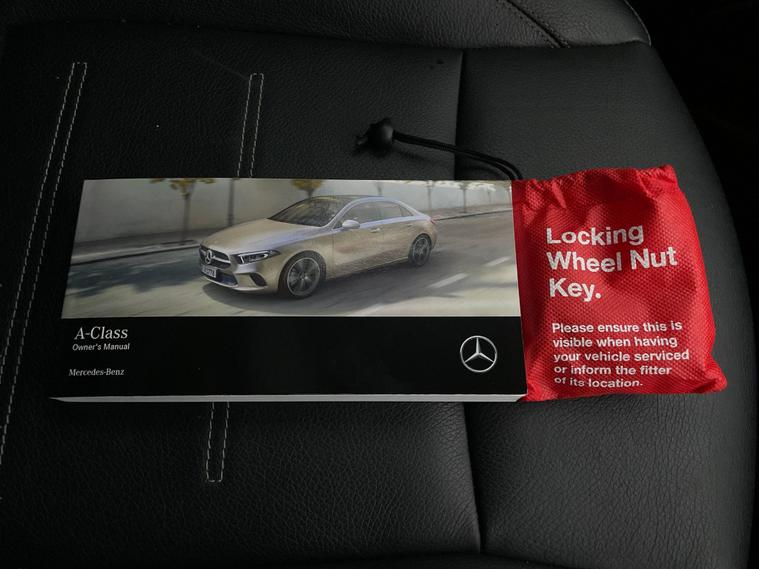 A-Class
Owner's Manual
Mercedes-Benz
Locking
Wheel Nut
Key.
Please ensure this is
visible when having
your vehicle serviced
or inform the fitter
of its location.